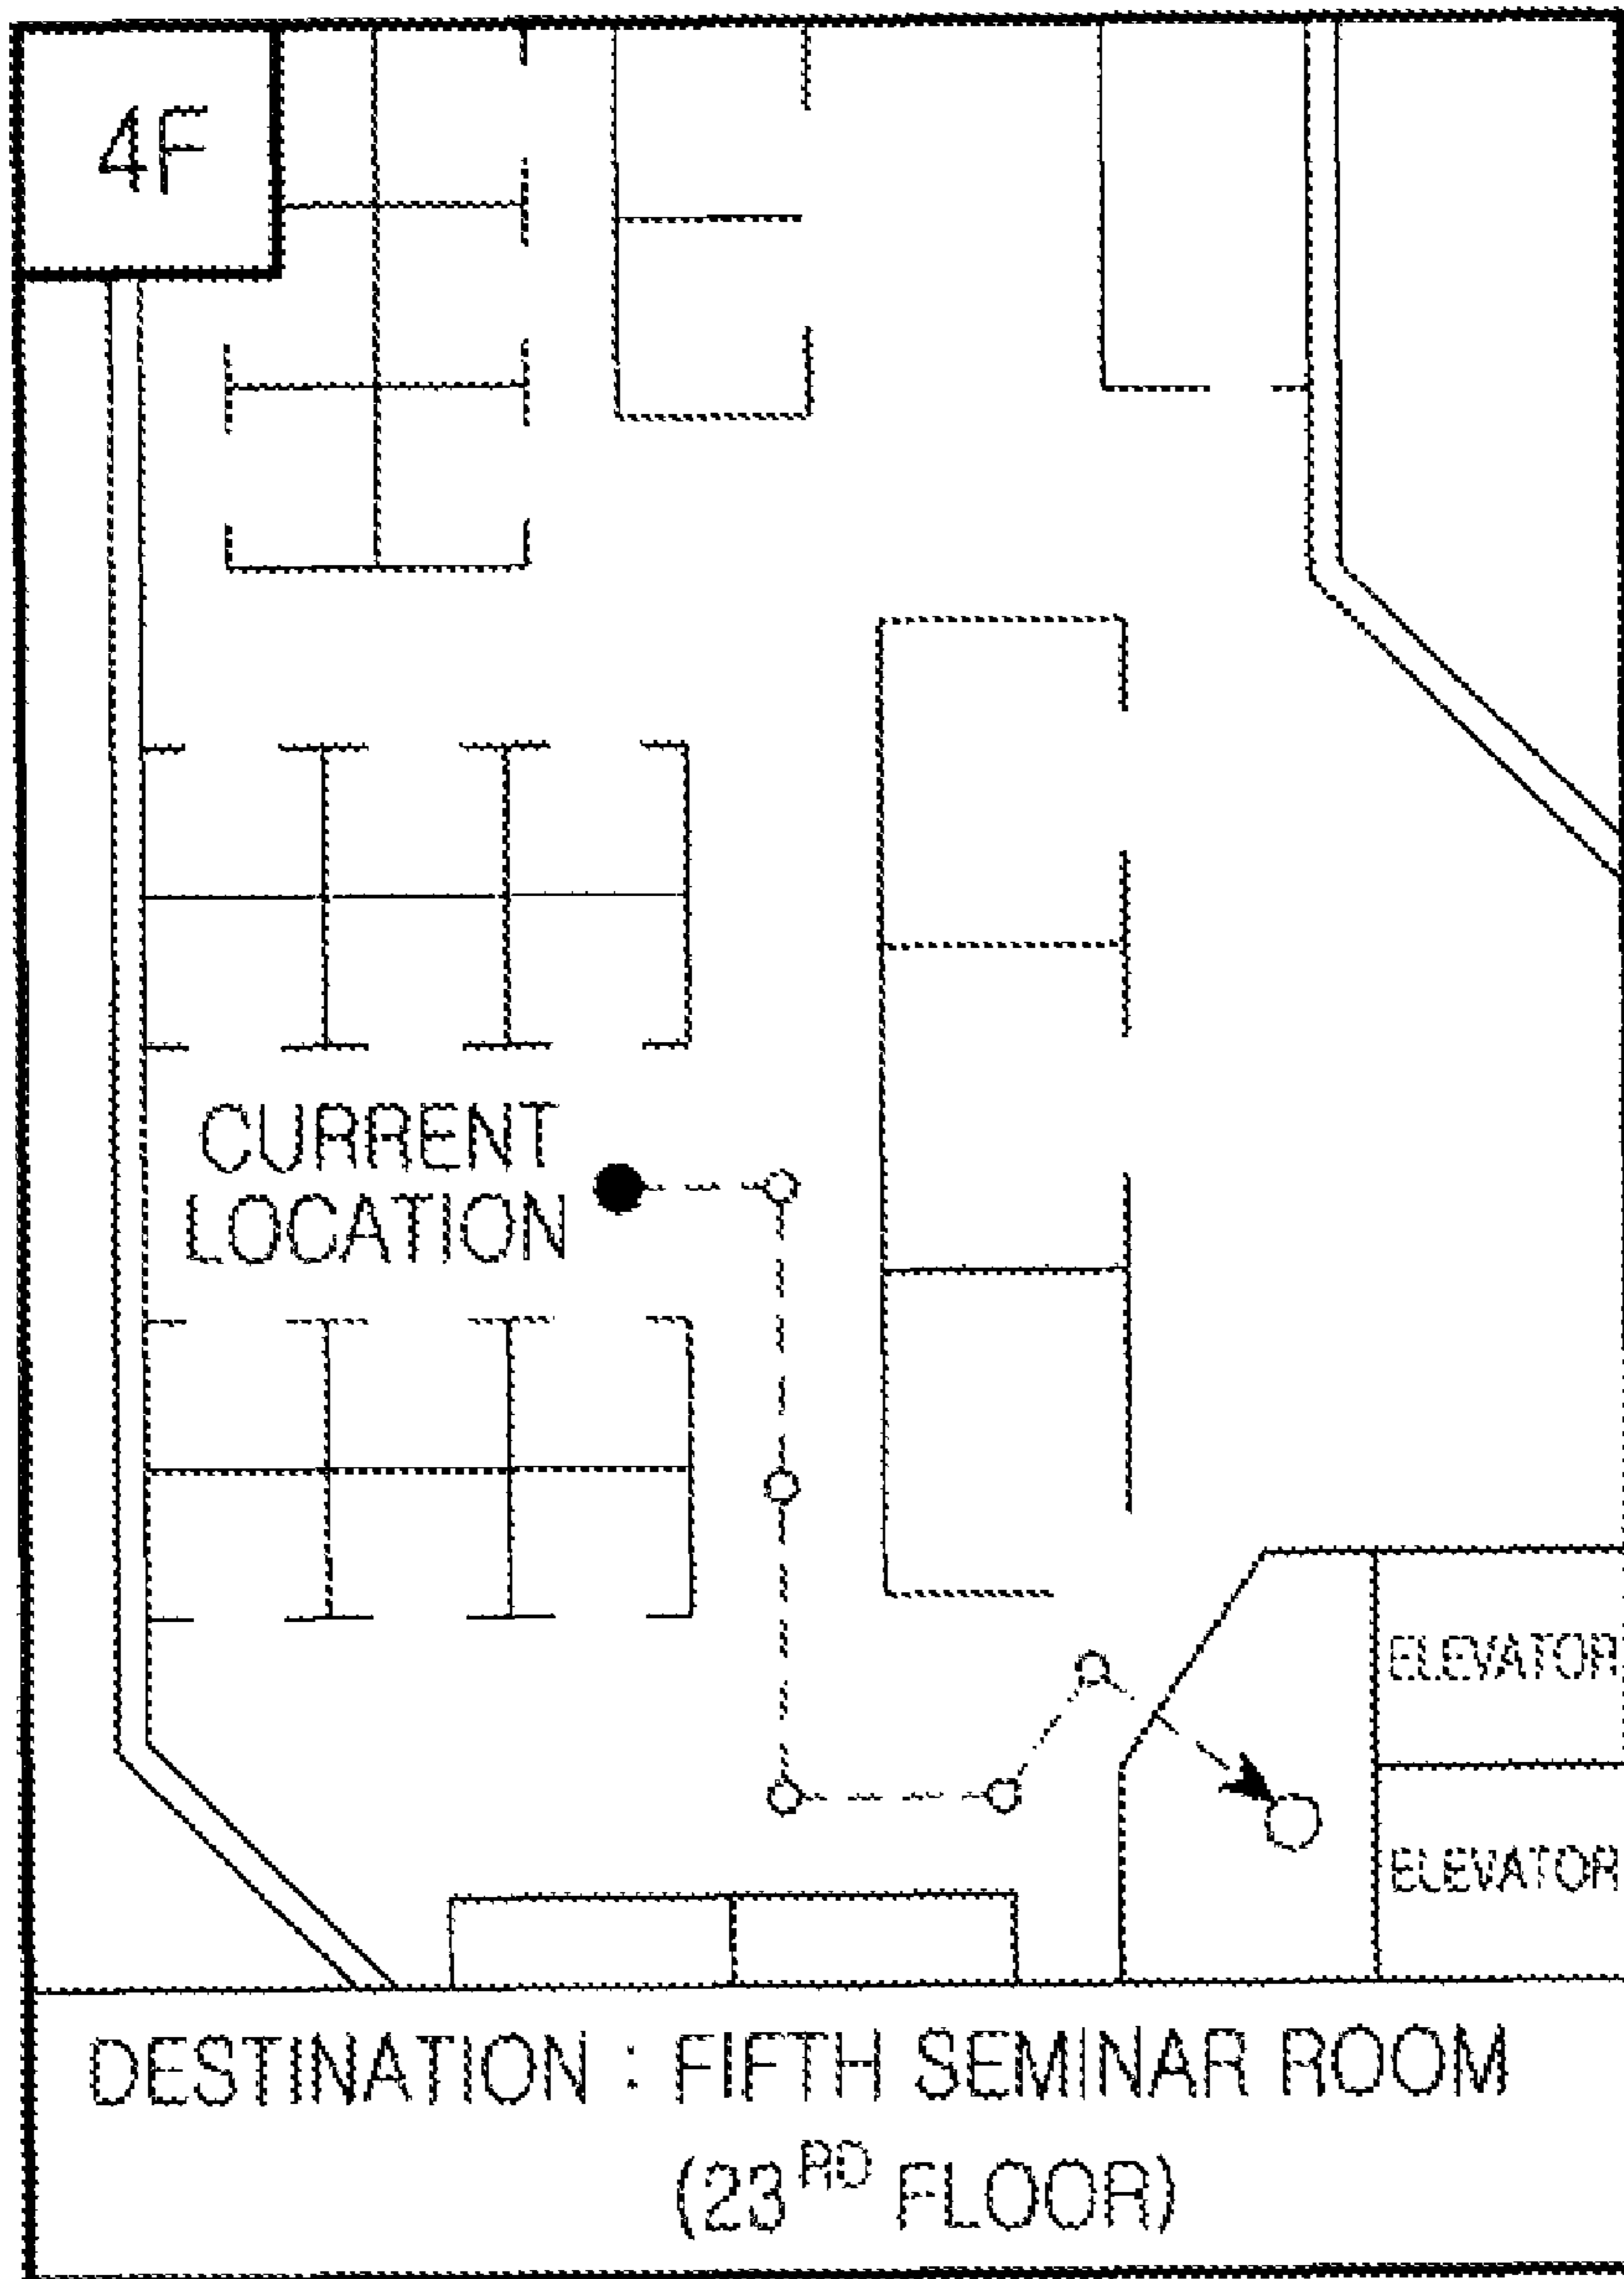 4F
CURRENT
LOCATION
ELEVATOR
ELEVATOR
DESTINATION : FIFTH SEMINAR ROOM
(23RD FLOOR)